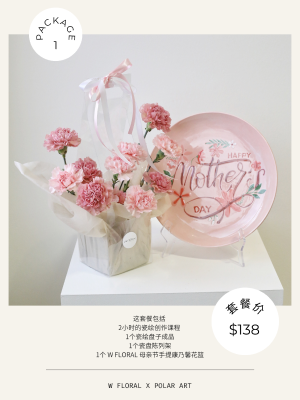 PACKAGE
1
HAPPY
Mother's
DAY
套餐价
$138
这套餐包括
2小时的瓷绘创作课程
1个瓷绘盘子成品
1个瓷盘陈列架
1个 W FLORAL 母亲节手提康乃馨花篮
W FLORAL X POLAR ART